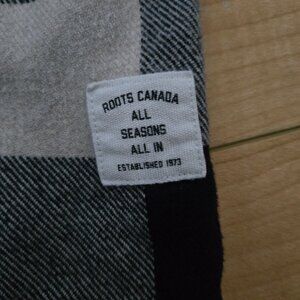 ROOTS CANADA
ALL
SEASONS
ALL IN
ESTABLISHED 1973